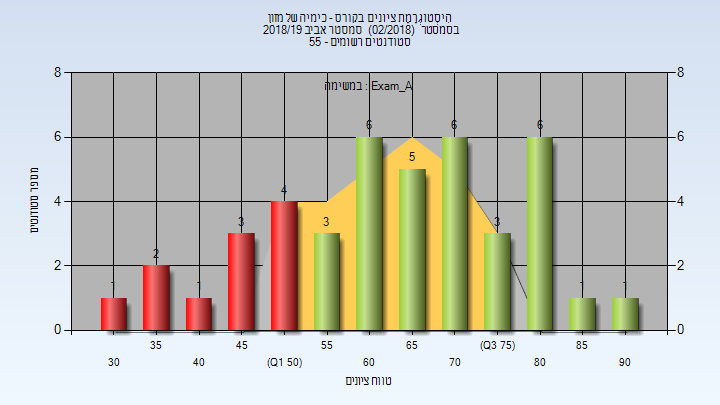 היסטוגרמת ציונים בקורס - כימיה של מזון
בסמסטר (02/2018) סמסטר אביב 2018/19
סטודנטים רשומים - 55
במשימה : Exam_A
8 8
6 6
4 4
2 2
0 0
מספר סטודנטים
1 2 1 3 4 3 6 5 6 3 6 1 1
35 45 55 65 (Q3 75) 85
30 40 (Q1 50) 60 70 80 90
טווח ציונים